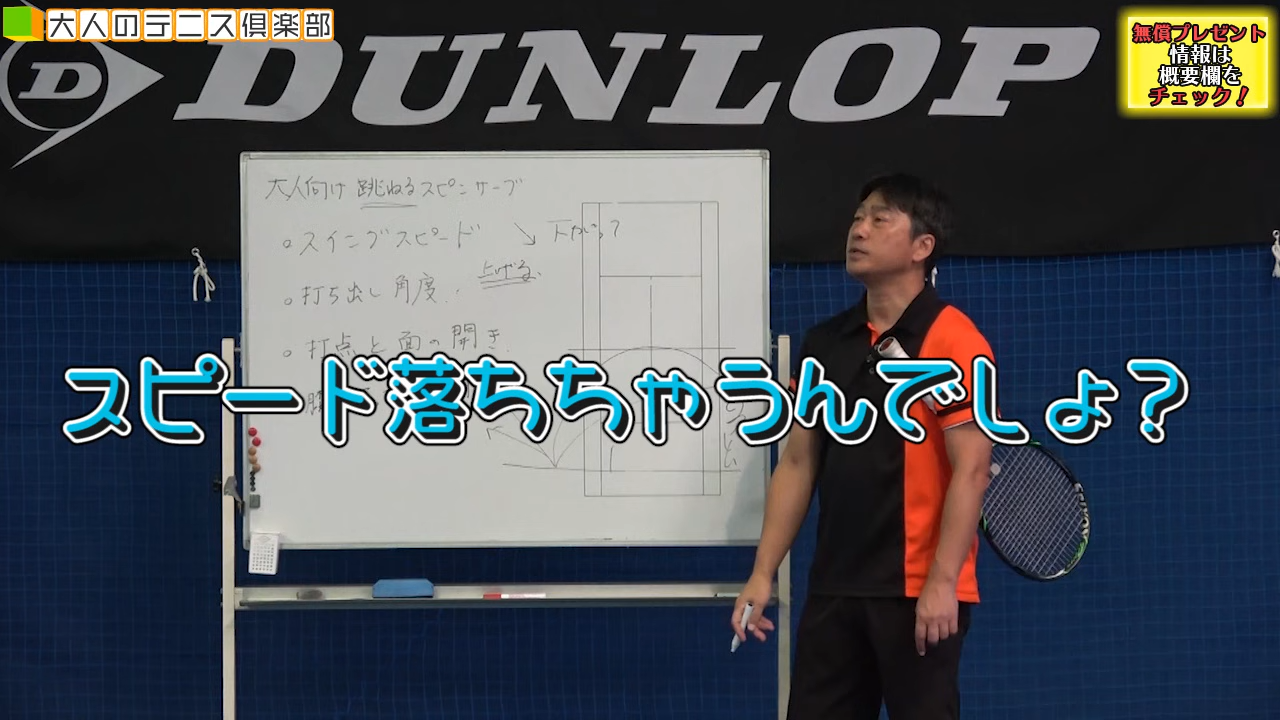 大人のテニス倶楽部
無償プレゼント
情報は
概要欄を
チェック！
D DUNLOP
大人向け 跳ねるスピンサーブ
。スイングスピード ↘ 下がって
。打ち出し角度. 上げる.
。打点と面の開き.
スピード落ちちゃうんでしょ？